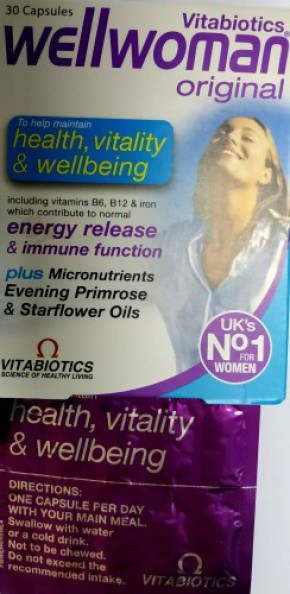 30 Capsules
Vitabiotics®
wellwoman
original
To help maintain
health, vitality
& wellbeing
including vitamins B6, B12 & iron
which contribute to normal
energy release
& immune function
plus Micronutrients
Evening Primrose
& Starflower Oils
UK's
No1
FOR
WOMEN
VITABIOTICS
SCIENCE OF HEALTHY LIVING
health, vitality
& wellbeing
DIRECTIONS:
ONE CAPSULE PER DAY
WITH YOUR MAIN MEAL.
Swallow with water
or a cold drink.
Not to be chewed.
Do not exceed the
recommended intake.
VITABIOTICS